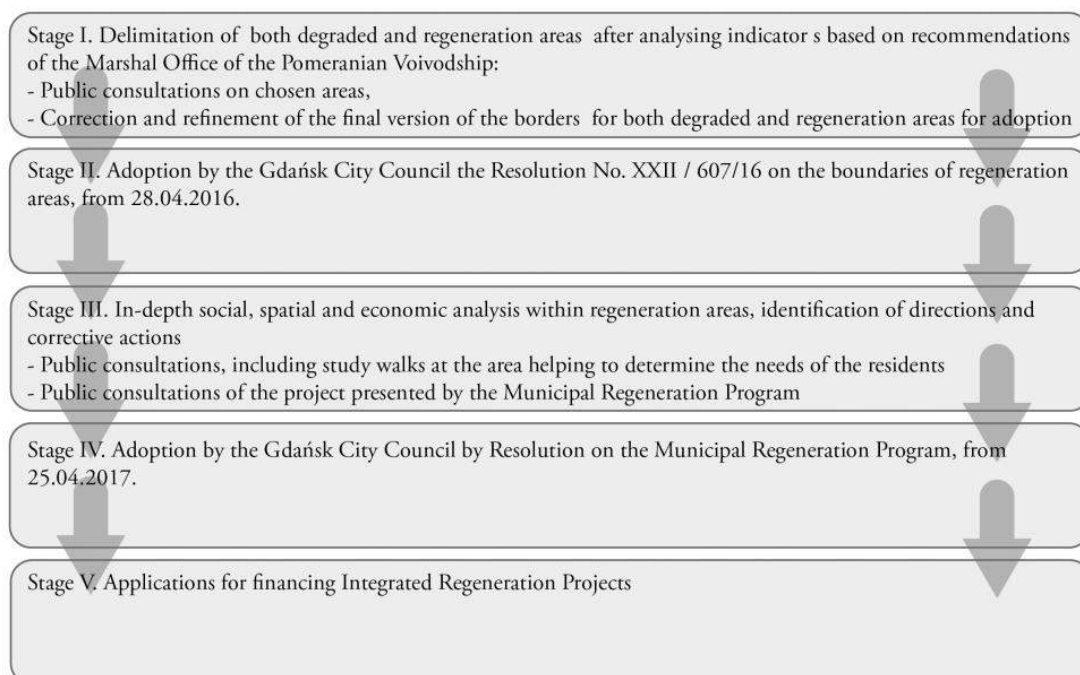 Stage I. Delimitation of both degraded and regeneration areas after analysing indicator s based on recommendations
of the Marshal Office of the Pomeranian Voivodship:
- Public consultations on chosen areas,
- Correction and refinement of the final version of the borders for both degraded and regeneration areas for adoption
Stage II. Adoption by the Gdańsk City Council the Resolution No. XXII / 607/16 on the boundaries of regeneration
areas, from 28.04.2016.
Stage III. In-depth social, spatial and economic analysis within regeneration areas, identification of directions and
corrective actions
- Public consultations, including study walks at the area helping to determine the needs of the residents
- Public consultations of the project presented by the Municipal Regeneration Program
Stage IV. Adoption by the Gdańsk City Council by Resolution on the Municipal Regeneration Program, from
25.04.2017.
Stage V. Applications for financing Integrated Regeneration Projects